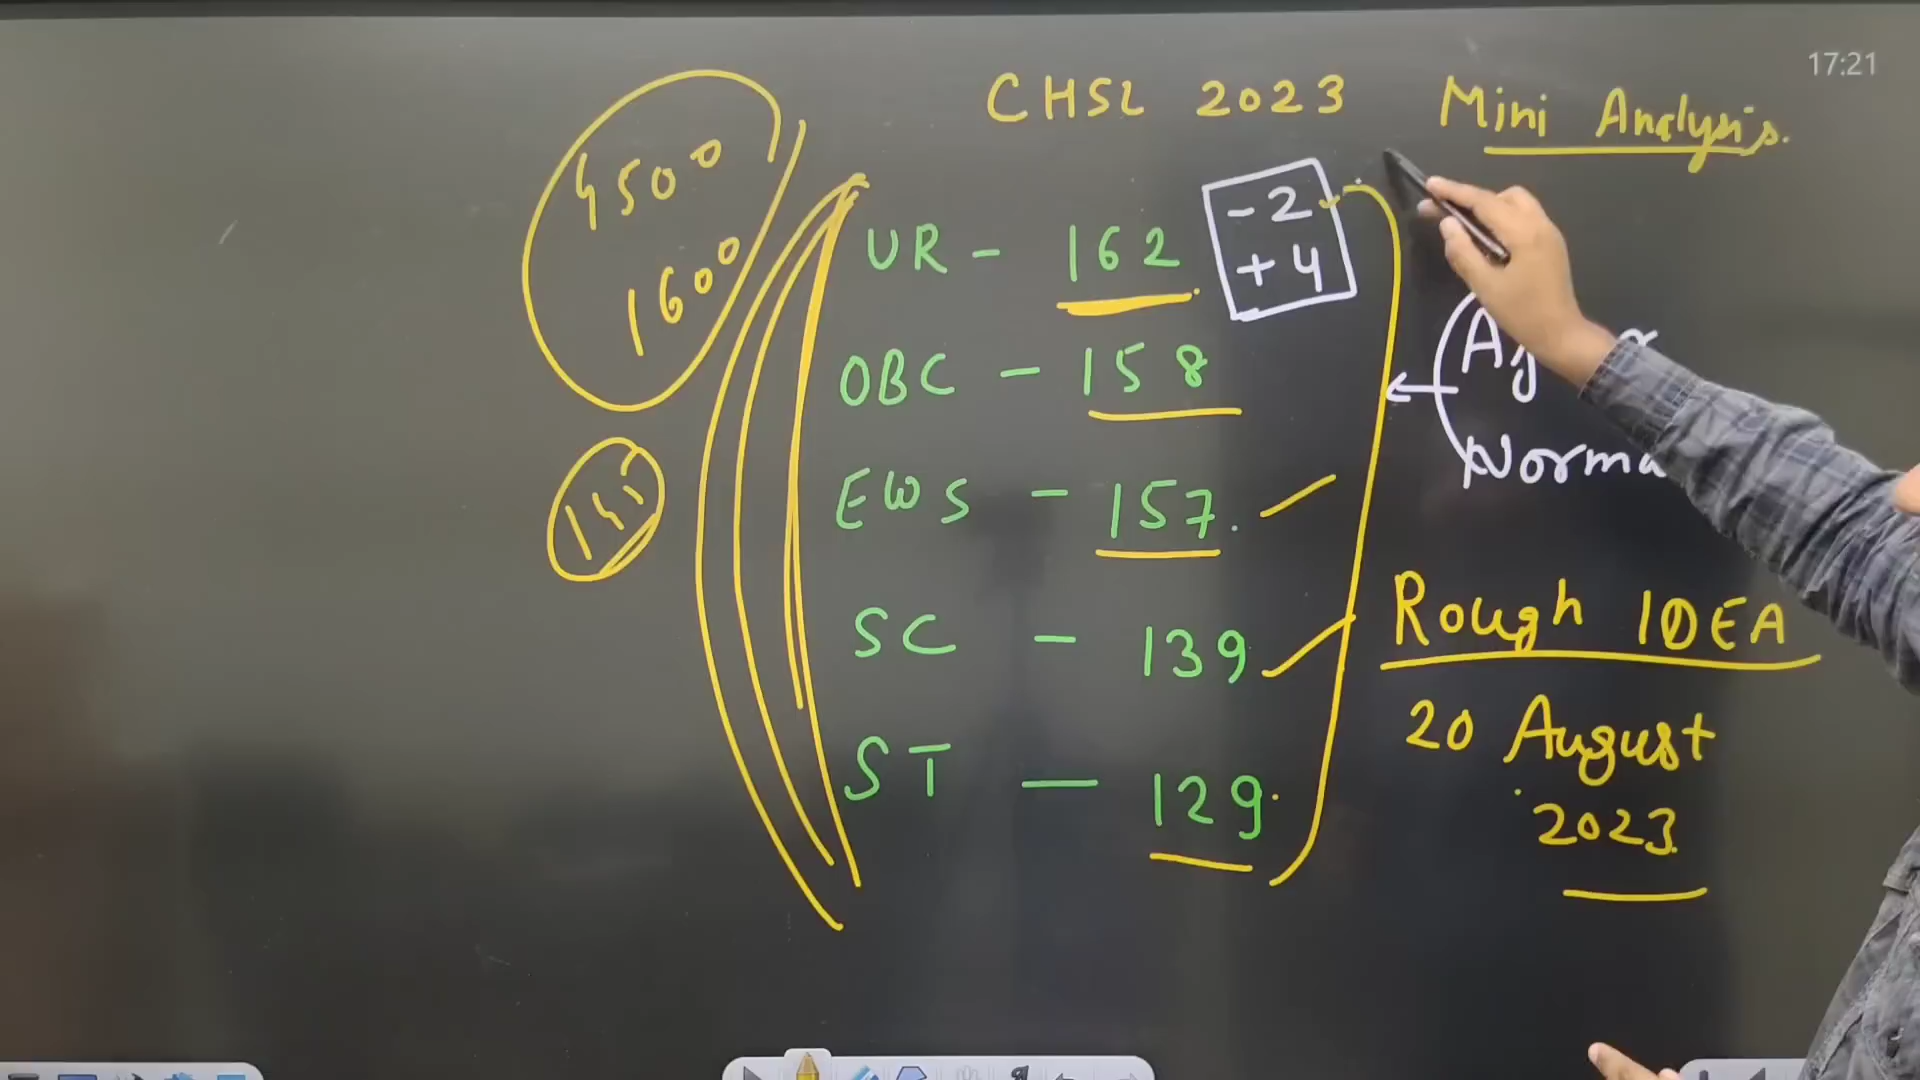 17:21
CHSL 2023 Mini Analysis.
4500
1600
UR - 162
-2
+4
OBC - 158
EWS - 157.
SC - 139
ST - 129
Rough IDEA
20 August
2023